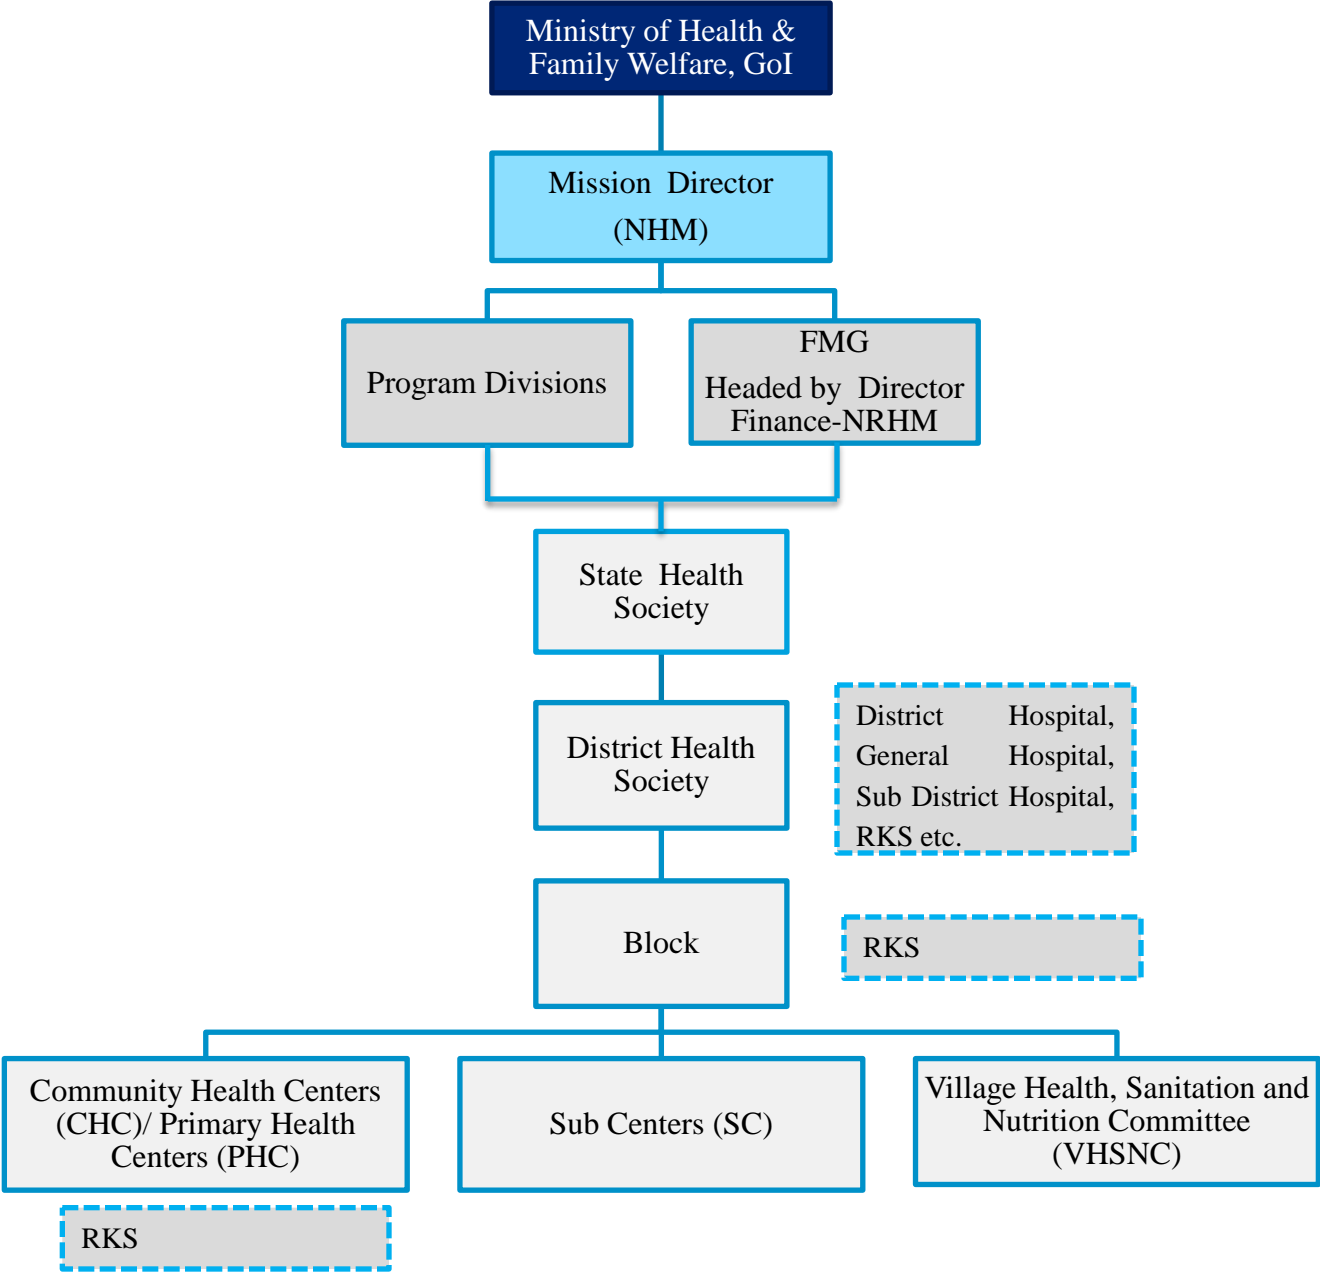 Ministry of Health &
Family Welfare, GoI
Mission Director
(NHM)
Program Divisions
FMG
Headed by Director
Finance-NRHM
State Health
Society
District Health
Society
District Hospital,
General Hospital,
Sub District Hospital,
RKS etc.
Block
RKS
Community Health Centers
(CHC)/ Primary Health
Centers (PHC)
Sub Centers (SC)
Village Health, Sanitation and
Nutrition Committee
(VHSNC)
RKS